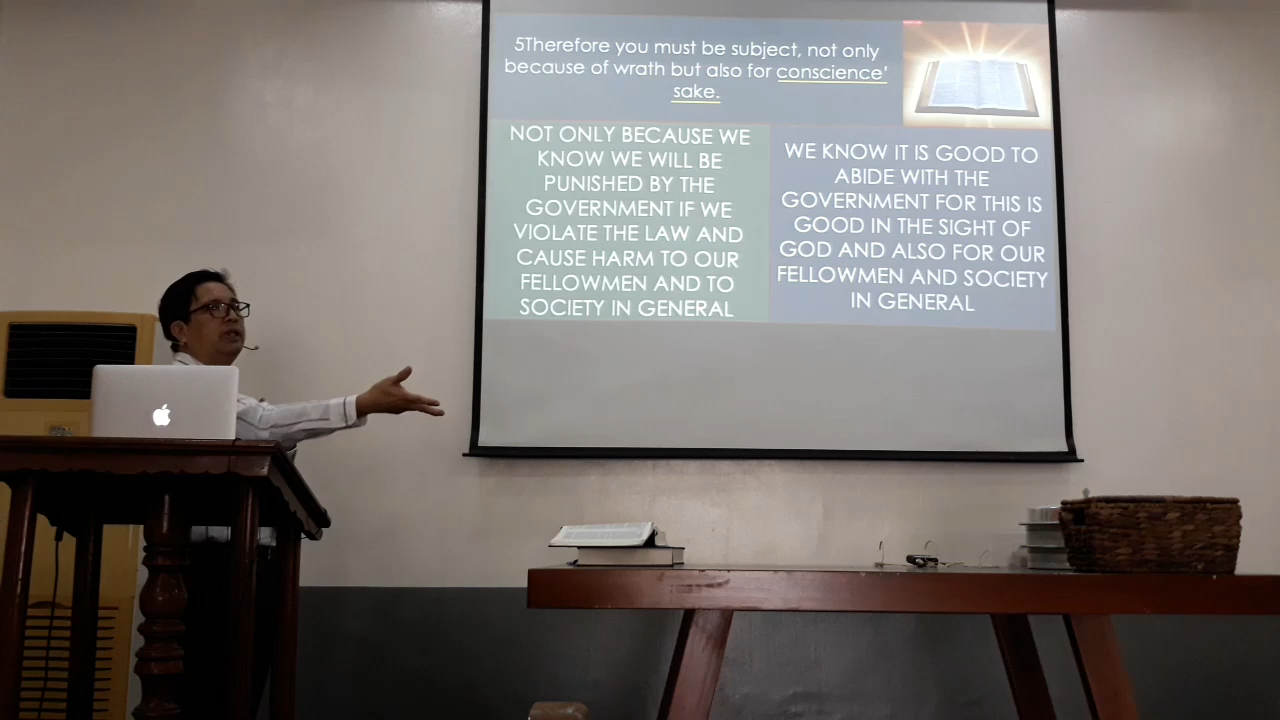 5Therefore you must be subject, not only
because of wrath but also for conscience'
sake.
NOT ONLY BECAUSE WE
KNOW WE WILL BE
PUNISHED BY THE
GOVERNMENT IF WE
VIOLATE THE LAW AND
CAUSE HARM TO OUR
FELLOWMEN AND TO
SOCIETY IN GENERAL
WE KNOW IT IS GOOD TO
ABIDE WITH THE
GOVERNMENT FOR THIS IS
GOOD IN THE SIGHT OF
GOD AND ALSO FOR OUR
FELLOWMEN AND SOCIETY
IN GENERAL